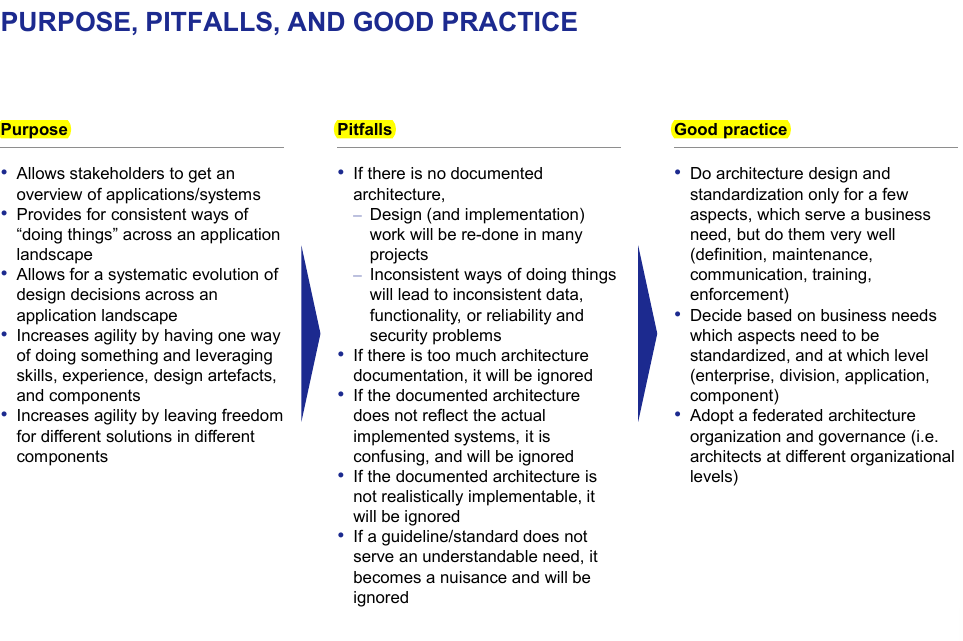 PURPOSE, PITFALLS, AND GOOD PRACTICE
Purpose
• Allows stakeholders to get an
overview of applications/systems
• Provides for consistent ways of
“doing things” across an application
landscape
• Allows for a systematic evolution of
design decisions across an
application landscape
• Increases agility by having one way
of doing something and leveraging
skills, experience, design artefacts,
and components
• Increases agility by leaving freedom
for different solutions in different
components
Pitfalls
• If there is no documented
architecture,
– Design (and implementation)
work will be re-done in many
projects
– Inconsistent ways of doing things
will lead to inconsistent data,
functionality, or reliability and
security problems
• If there is too much architecture
documentation, it will be ignored
• If the documented architecture
does not reflect the actual
implemented systems, it is
confusing, and will be ignored
• If the documented architecture is
not realistically implementable, it
will be ignored
• If a guideline/standard does not
serve an understandable need, it
becomes a nuisance and will be
ignored
Good practice
• Do architecture design and
standardization only for a few
aspects, which serve a business
need, but do them very well
(definition, maintenance,
communication, training,
enforcement)
• Decide based on business needs
which aspects need to be
standardized, and at which level
(enterprise, division, application,
component)
• Adopt a federated architecture
organization and governance (i.e.
architects at different organizational
levels)